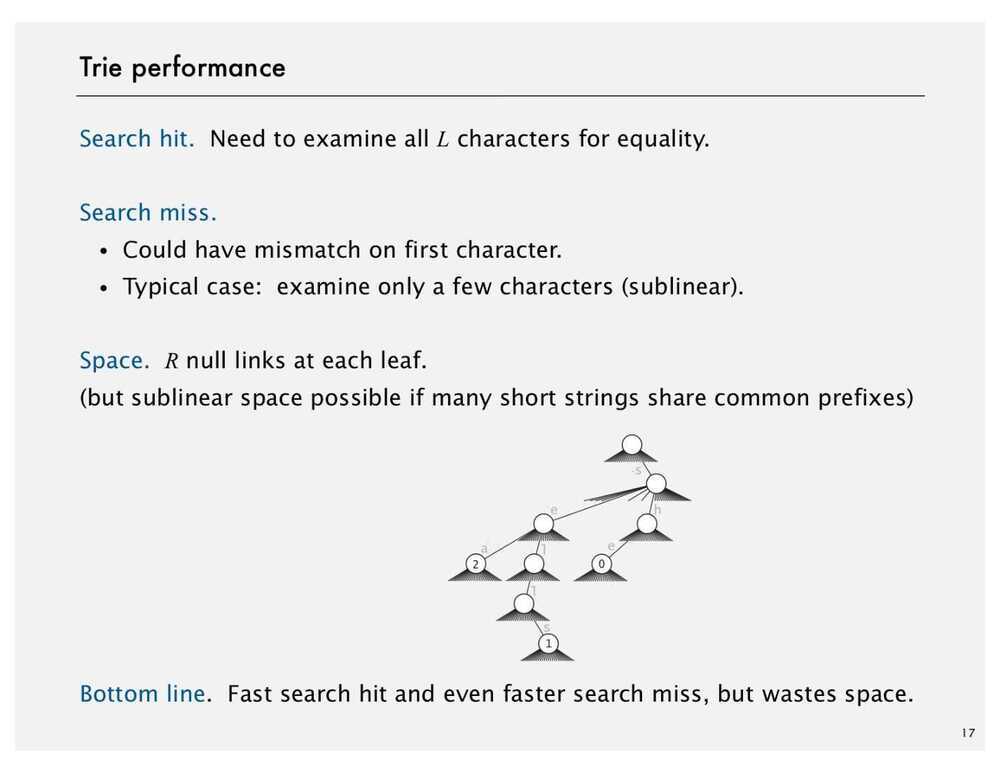 Trie performance
Search hit. Need to examine all L characters for equality.
Search miss.
• Could have mismatch on first character.
• Typical case: examine only a few characters (sublinear).
Space. R null links at each leaf.
(but sublinear space possible if many short strings share common prefixes)
s
e h
a l e
2 0
l
s
1
Bottom line. Fast search hit and even faster search miss, but wastes space.
17